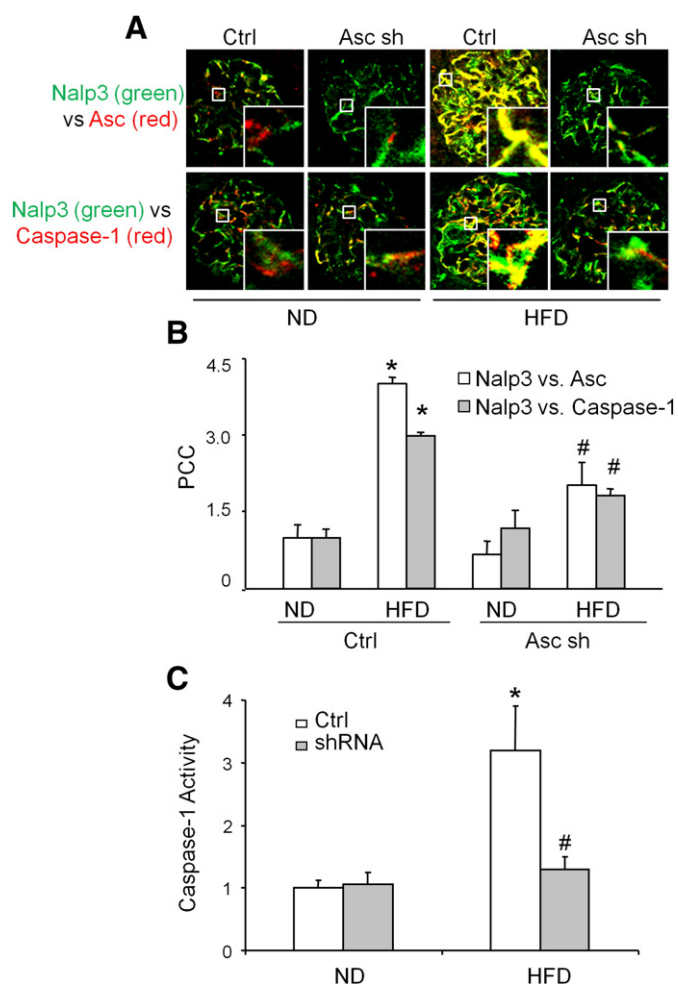 A
Ctrl Asc sh Ctrl Asc sh
Nalp3 (green)
vs Asc (red)
Nalp3 (green) vs
Caspase-1 (red)
ND HFD
B
4.5
3.0
1.5
0
PCC
* *
# #
Nalp3 vs. Asc
Nalp3 vs. Caspase-1
ND HFD ND HFD
Ctrl Asc sh
C
4
3
2
1
0
Caspase-1 Activity
Ctrl
shRNA
*
#
ND HFD